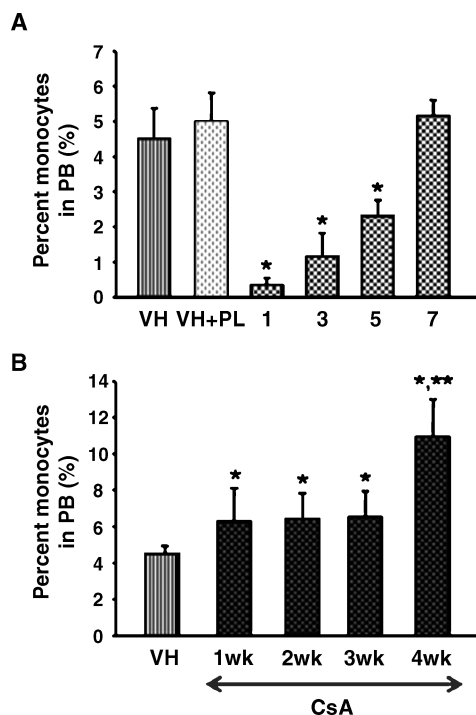 A
Percent monocytes
in PB (%)
7
6
5
4
3
2
1
0
*
*
*
VH VH+PL 1 3 5 7
B
Percent monocytes
in PB (%)
14
12
10
8
6
4
2
0
*
*
*
*,**
VH 1wk 2wk 3wk 4wk
CsA